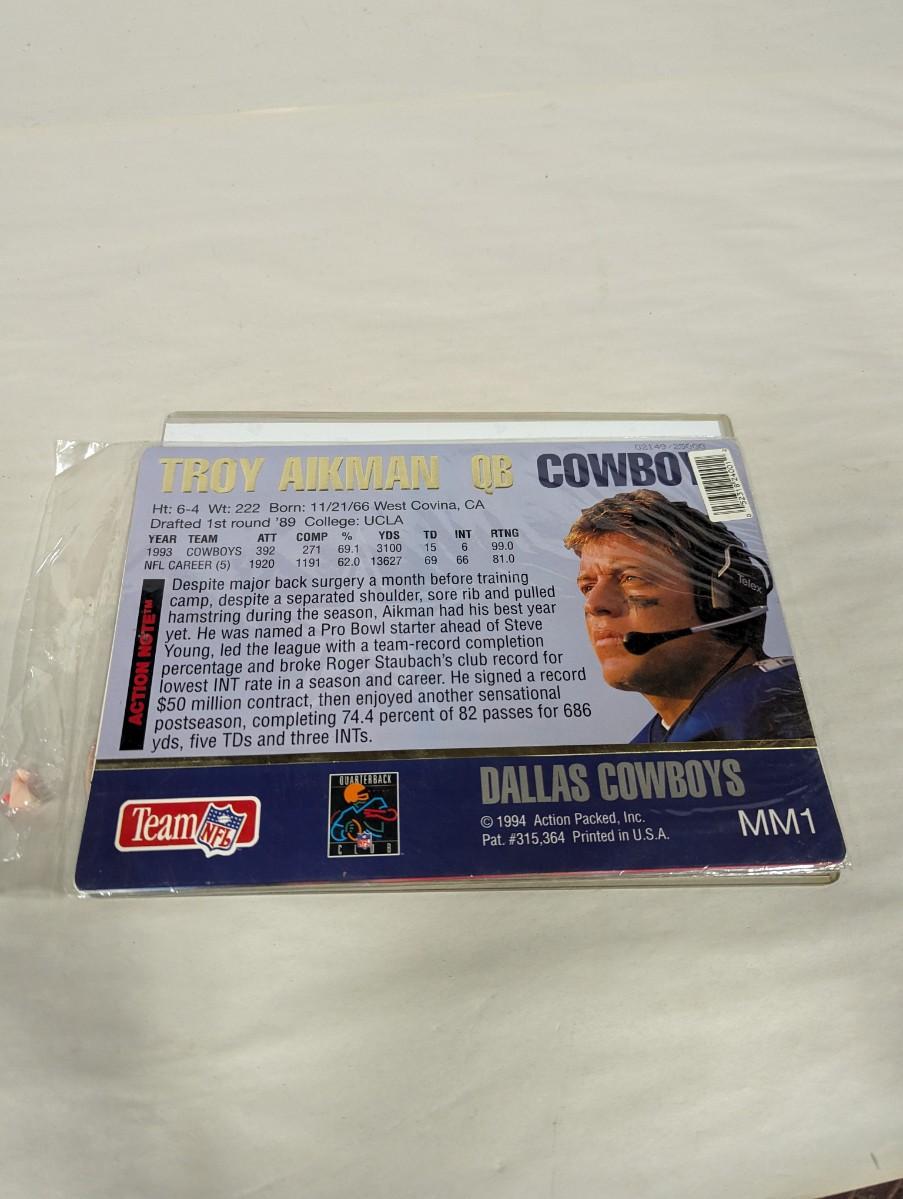 02149/25000
TROY AIKMAN QB COWBOY
Ht: 6-4 Wt: 222 Born: 11/21/66 West Covina, CA
Drafted 1st round '89 College: UCLA
YEAR TEAM ATT COMP % YDS TD INT RTNG
1993 COWBOYS 392 271 69.1 3100 15 6 99.0
NFL CAREER (5) 1920 1191 62.0 13627 69 66 81.0
ACTION NOTE™
Despite major back surgery a month before training
camp, despite a separated shoulder, sore rib and pulled
hamstring during the season, Aikman had his best year
yet. He was named a Pro Bowl starter ahead of Steve
Young, led the league with a team-record completion
percentage and broke Roger Staubach's club record for
lowest INT rate in a season and career. He signed a record
$50 million contract, then enjoyed another sensational
postseason, completing 74.4 percent of 82 passes for 686
yds, five TDs and three INTs.
Telex
Team NFL
QUARTERBACK
CLUB
DALLAS COWBOYS
© 1994 Action Packed, Inc.
Pat. #315,364 Printed in U.S.A.
MM1